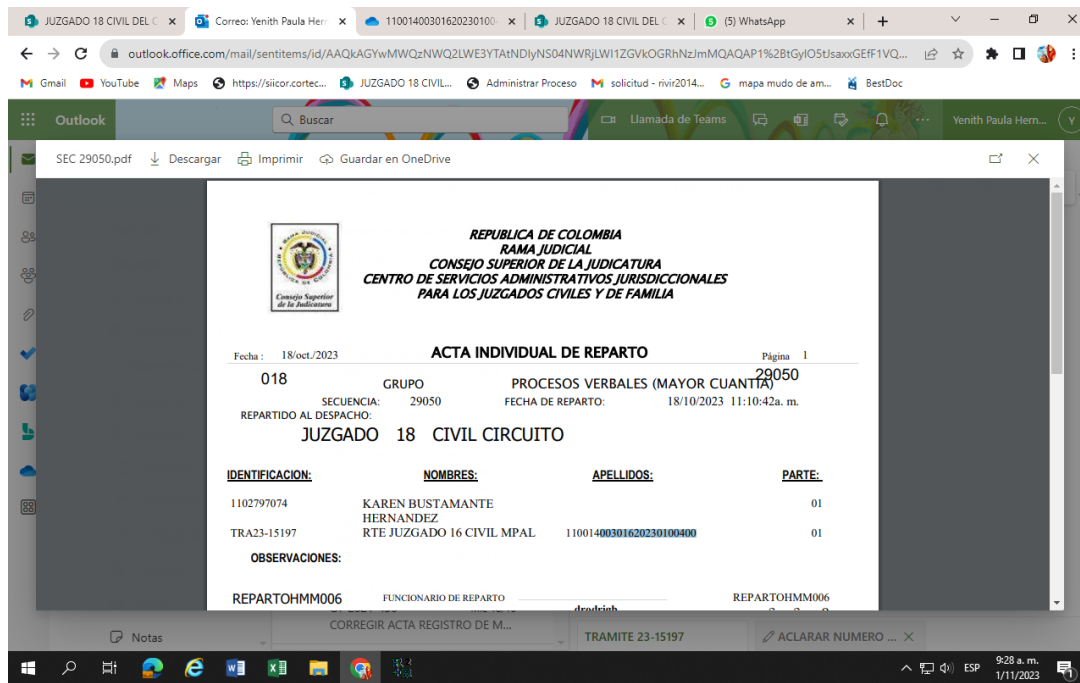 JUZGADO 18 CIVIL DEL C
Correo: Yenith Paula Her
110014003016202301004
JUZGADO 18 CIVIL DEL C
(5) WhatsApp
outlook.office.com/mail/sentitems/id/AAQkAGYwMWQzNWQ2LWE3YTAtNDIyNS04NWRjLWI1ZGVkOGRhNzJmMQAQAP1%2BtGylO5tJsaxxGEfF1VQ...
Gmail YouTube Maps https://siicor.cortec... JUZGADO 18 CIVIL... Administrar Proceso solicitud - rivir2014... mapa mudo de am... BestDoc
Outlook
Buscar
Llamada de Teams
Yenith Paula Hern...
Y
SEC 29050.pdf Descargar Imprimir Guardar en OneDrive
Consejo Superior
de la Judicatura
REPUBLICA DE COLOMBIA
RAMA JUDICIAL
CONSEJO SUPERIOR DE LA JUDICATURA
CENTRO DE SERVICIOS ADMINISTRATIVOS JURISDICCIONALES
PARA LOS JUZGADOS CIVILES Y DE FAMILIA
Fecha : 18/oct./2023 ACTA INDIVIDUAL DE REPARTO Página 1
018 GRUPO PROCESOS VERBALES (MAYOR CUANTIA) 29050
SECUENCIA: 29050 FECHA DE REPARTO: 18/10/2023 11:10:42a. m.
REPARTIDO AL DESPACHO:
JUZGADO 18 CIVIL CIRCUITO
IDENTIFICACION: NOMBRES: APELLIDOS: PARTE:
1102797074 KAREN BUSTAMANTE HERNANDEZ 01
TRA23-15197 RTE JUZGADO 16 CIVIL MPAL 11001400301620230100400 01
OBSERVACIONES:
REPARTOHMM006 FUNCIONARIO DE REPARTO REPARTOHMM006
drodrigb
CORREGIR ACTA REGISTRO DE M...
Notas
TRAMITE 23-15197
ACLARAR NUMERO ...
ESP
9:28 a. m.
1/11/2023
1